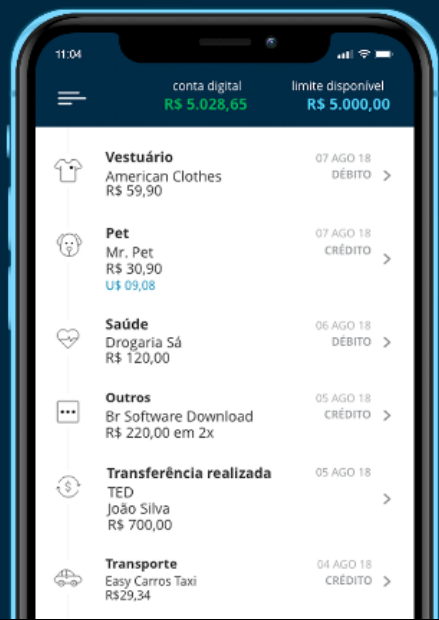 11:04
conta digital
R$ 5.028,65
limite disponível
R$ 5.000,00
Vestuário
07 AGO 18
American Clothes
DÉBITO
R$ 59,90
Pet
07 AGO 18
Mr. Pet
CRÉDITO
R$ 30,90
U$ 09,08
Saúde
06 AGO 18
Drogaria Sá
DÉBITO
R$ 120,00
Outros
05 AGO 18
Br Software Download
CRÉDITO
R$ 220,00 em 2x
Transferência realizada
05 AGO 18
TED
João Silva
R$ 700,00
Transporte
04 AGO 18
Easy Carros Taxi
CRÉDITO
R$29,34